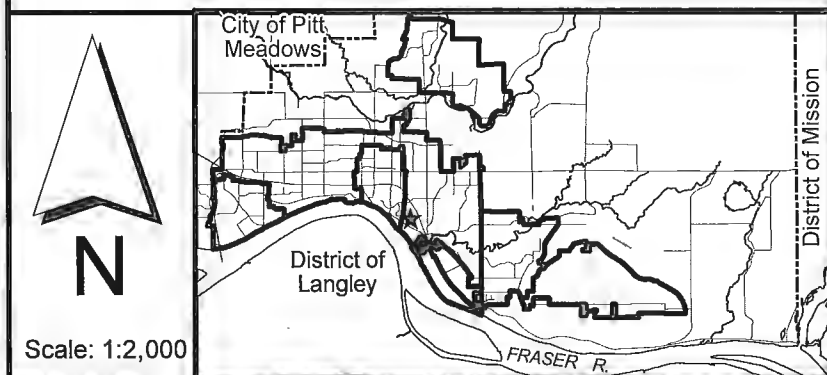 City of Pitt
Meadows
District of Mission
N
District of
Langley
Scale: 1:2,000
FRASER R.